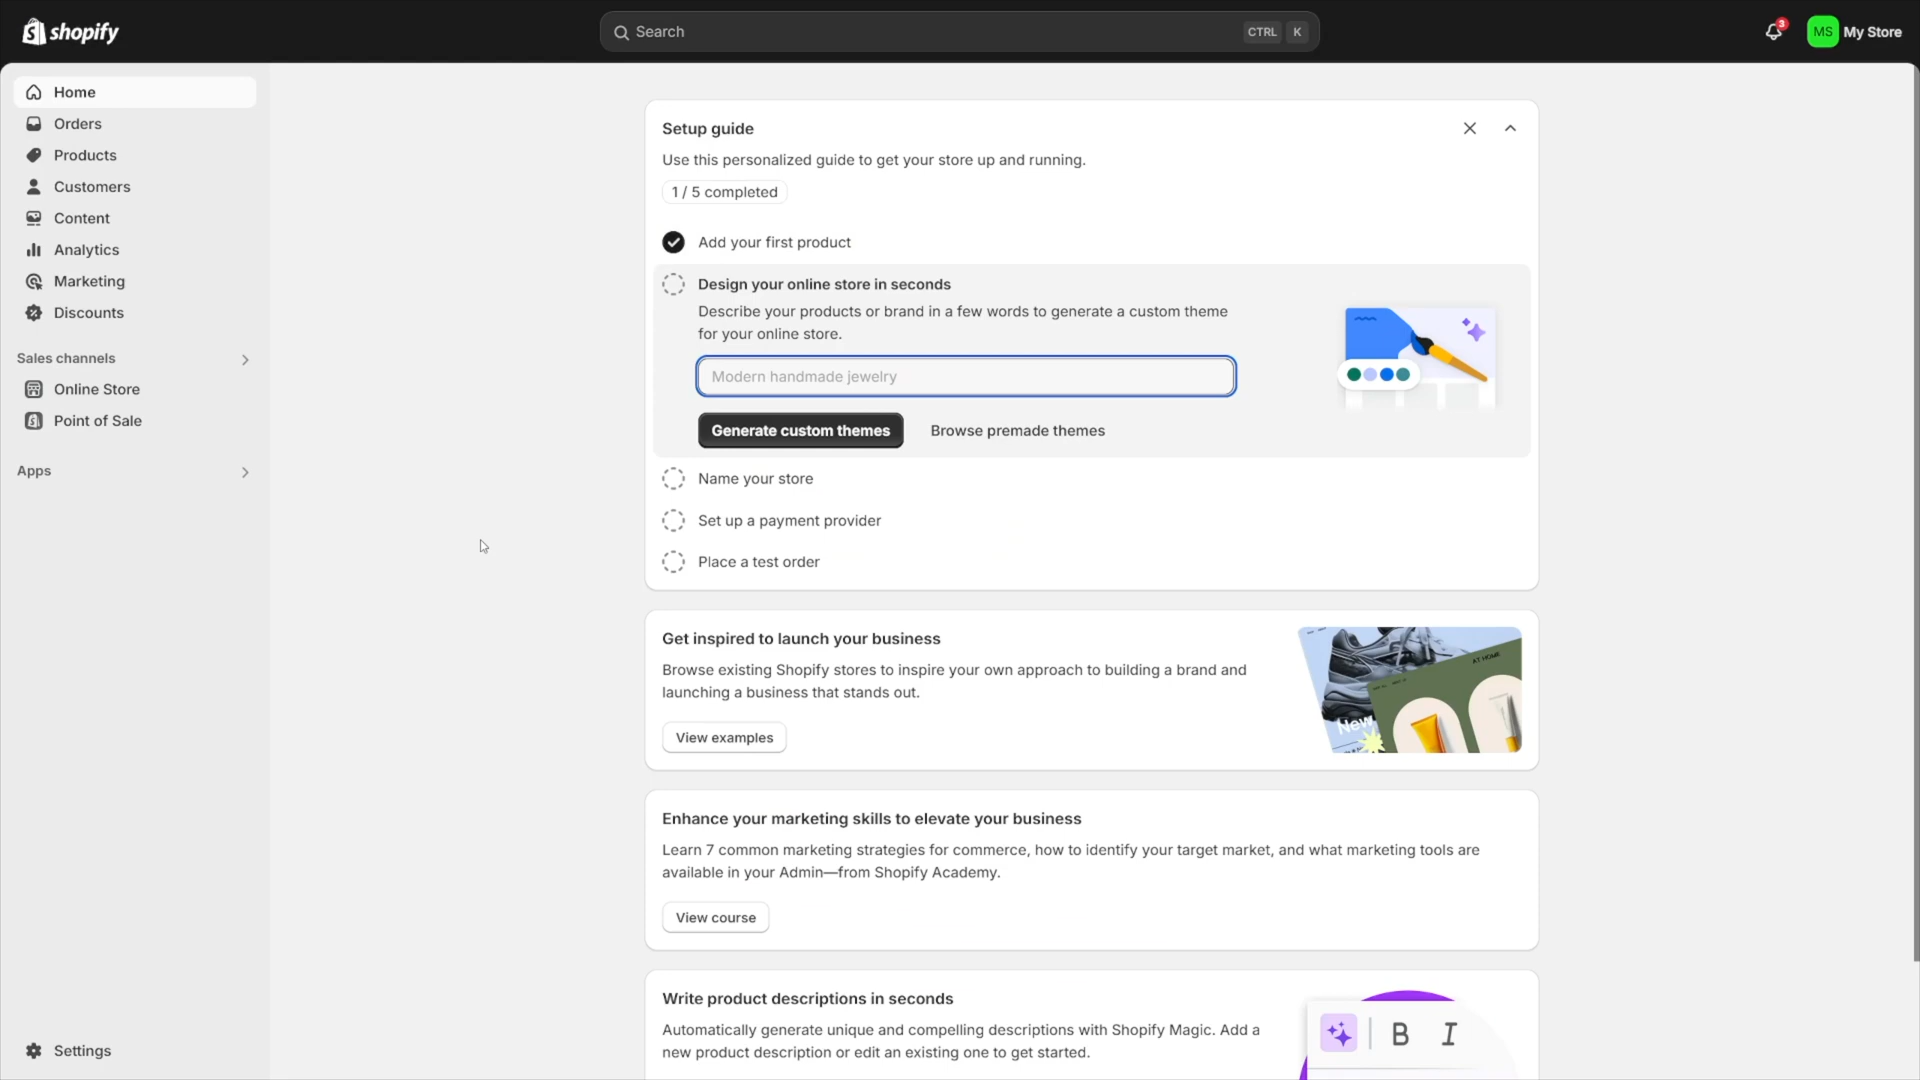 shopify
Search
CTRL K
3
MS
My Store
Home
Orders
Products
Customers
Content
Analytics
Marketing
Discounts
Sales channels
Online Store
Point of Sale
Apps
Settings
Setup guide
Use this personalized guide to get your store up and running.
1 / 5 completed
Add your first product
Design your online store in seconds
Describe your products or brand in a few words to generate a custom theme
for your online store.
Modern handmade jewelry
Generate custom themes
Browse premade themes
Name your store
Set up a payment provider
Place a test order
Get inspired to launch your business
Browse existing Shopify stores to inspire your own approach to building a brand and
launching a business that stands out.
View examples
AT HOME
New
Enhance your marketing skills to elevate your business
Learn 7 common marketing strategies for commerce, how to identify your target market, and what marketing tools are
available in your Admin—from Shopify Academy.
View course
Write product descriptions in seconds
Automatically generate unique and compelling descriptions with Shopify Magic. Add a
new product description or edit an existing one to get started.
B I